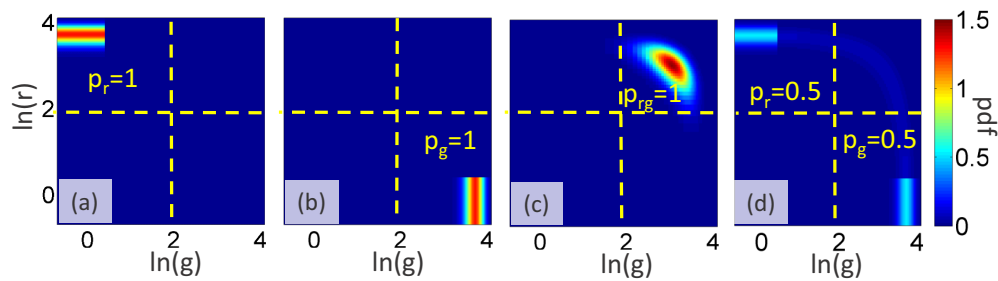 4
2
0
ln(r)
p_r=1
(a)
0
2
4
ln(g)
p_g=1
(b)
0
2
4
ln(g)
p_rg=1
(c)
0
2
4
ln(g)
p_r=0.5
p_g=0.5
(d)
0
2
4
ln(g)
1.5
1
0.5
0
pdf